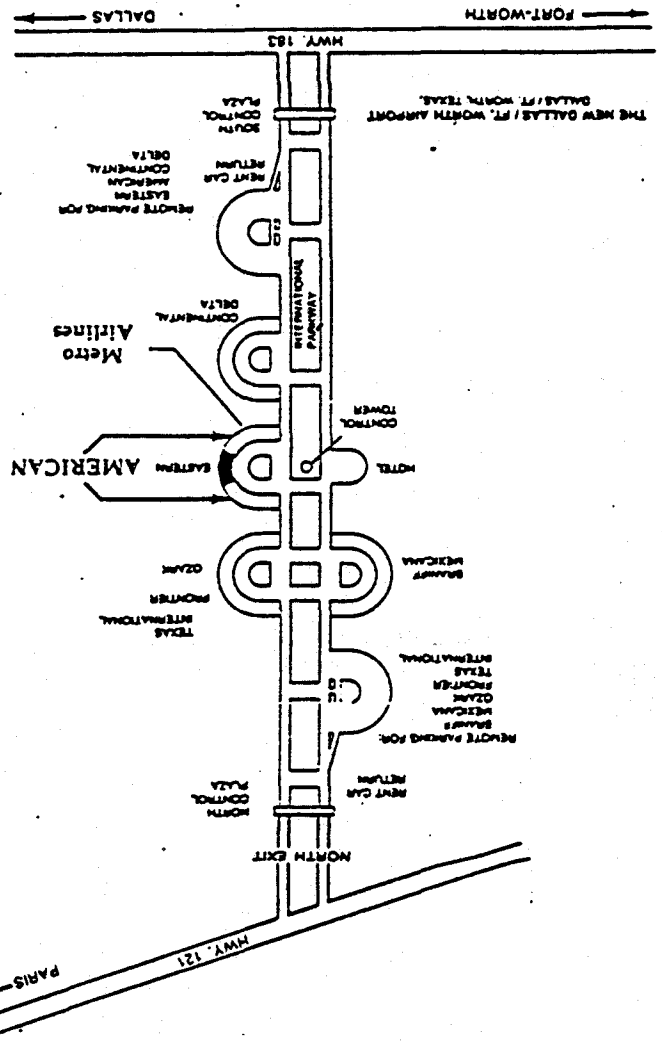 PARIS
HWY. 121
NORTH EXIT
NORTH
CONTROL
PLAZA
RENT CAR
RETURN
REMOTE PARKING FOR:
BRANIFF
MEXICANA
OZARK
FRONTIER
TEXAS
INTERNATIONAL
TEXAS
INTERNATIONAL
FRONTIER
OZARK
BRANIFF
MEXICANA
HOTEL
EASTERN
AMERICAN
CONTROL
TOWER
Metro
Airlines
CONTINENTAL
DELTA
INTERNATIONAL
PARKWAY
REMOTE PARKING FOR
EASTERN
AMERICAN
CONTINENTAL
DELTA
RENT CAR
RETURN
SOUTH
CONTROL
PLAZA
THE NEW DALLAS / FT. WORTH AIRPORT
DALLAS / FT. WORTH, TEXAS.
HWY. 183
FORT-WORTH
DALLAS